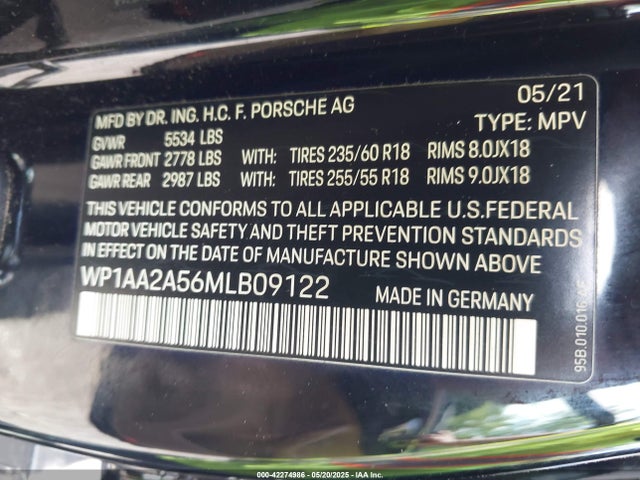 MFD BY DR. ING. H.C. F. PORSCHE AG 05/21
GVWR 5534 LBS TYPE: MPV
GAWR FRONT 2778 LBS WITH: TIRES 235/60 R18 RIMS 8.0JX18
GAWR REAR 2987 LBS WITH: TIRES 255/55 R18 RIMS 9.0JX18
THIS VEHICLE CONFORMS TO ALL APPLICABLE U.S.FEDERAL
MOTOR VEHICLE SAFETY AND THEFT PREVENTION STANDARDS
IN EFFECT ON THE DATE OF MANUFACTURE SHOWN ABOVE
WP1AA2A56MLB09122 MADE IN GERMANY
000-42274986 - 05/20/2025 - IAA Inc.